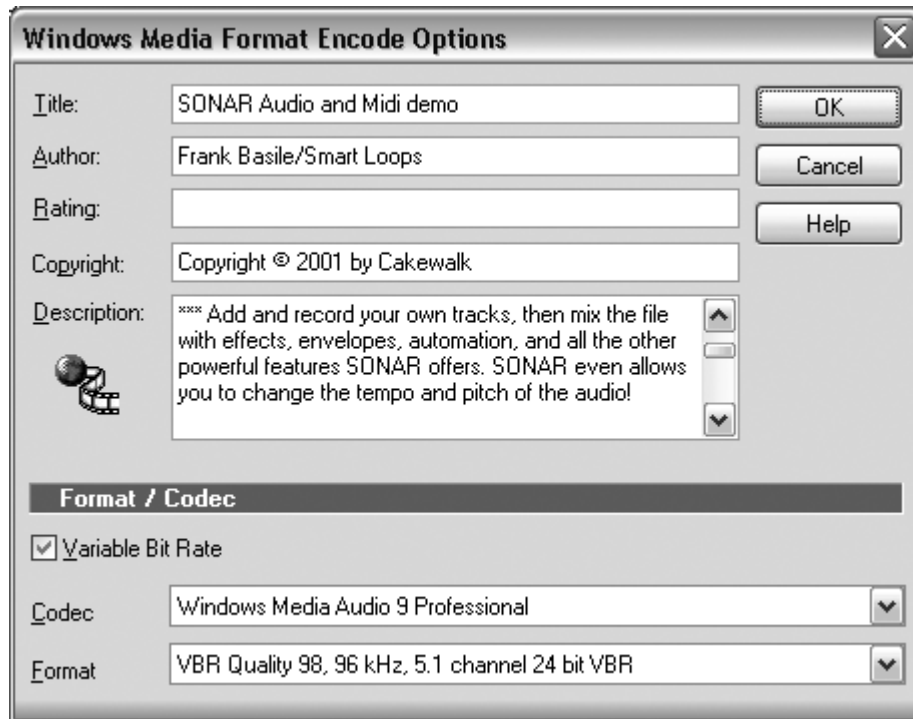 Windows Media Format Encode Options
Title: SONAR Audio and Midi demo
OK
Author: Frank Basile/Smart Loops
Cancel
Rating:
Help
Copyright: Copyright © 2001 by Cakewalk
Description: *** Add and record your own tracks, then mix the file
with effects, envelopes, automation, and all the other
powerful features SONAR offers. SONAR even allows
you to change the tempo and pitch of the audio!
Format / Codec
Variable Bit Rate
Codec Windows Media Audio 9 Professional
Format VBR Quality 98, 96 kHz, 5.1 channel 24 bit VBR